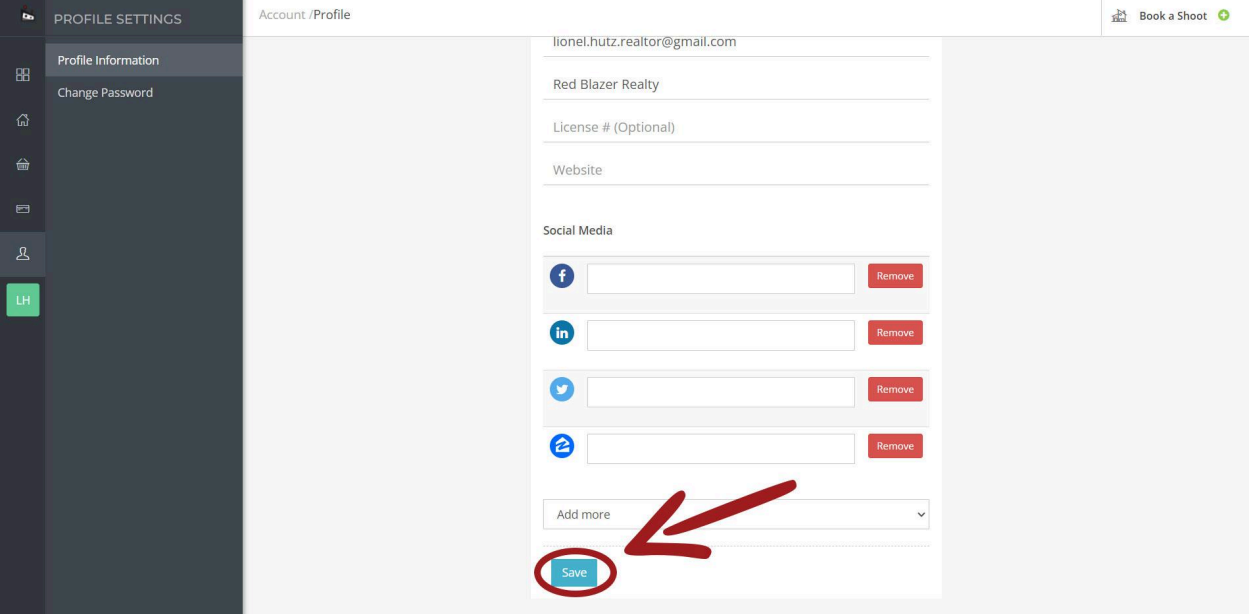 PROFILE SETTINGS
Account /Profile
Book a Shoot
Profile Information
Change Password
LH
lionel.hutz.realtor@gmail.com
Red Blazer Realty
License # (Optional)
Website
Social Media
f
Remove
in
Remove
Remove
Remove
Add more
Save